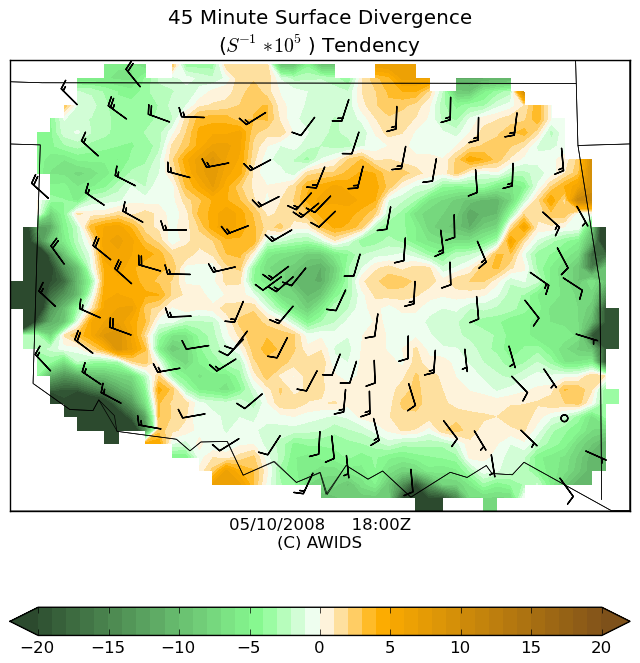 45 Minute Surface Divergence
(S⁻¹ * 10⁵ ) Tendency
05/10/2008 18:00Z
(C) AWIDS
−20 −15 −10 −5 0 5 10 15 20